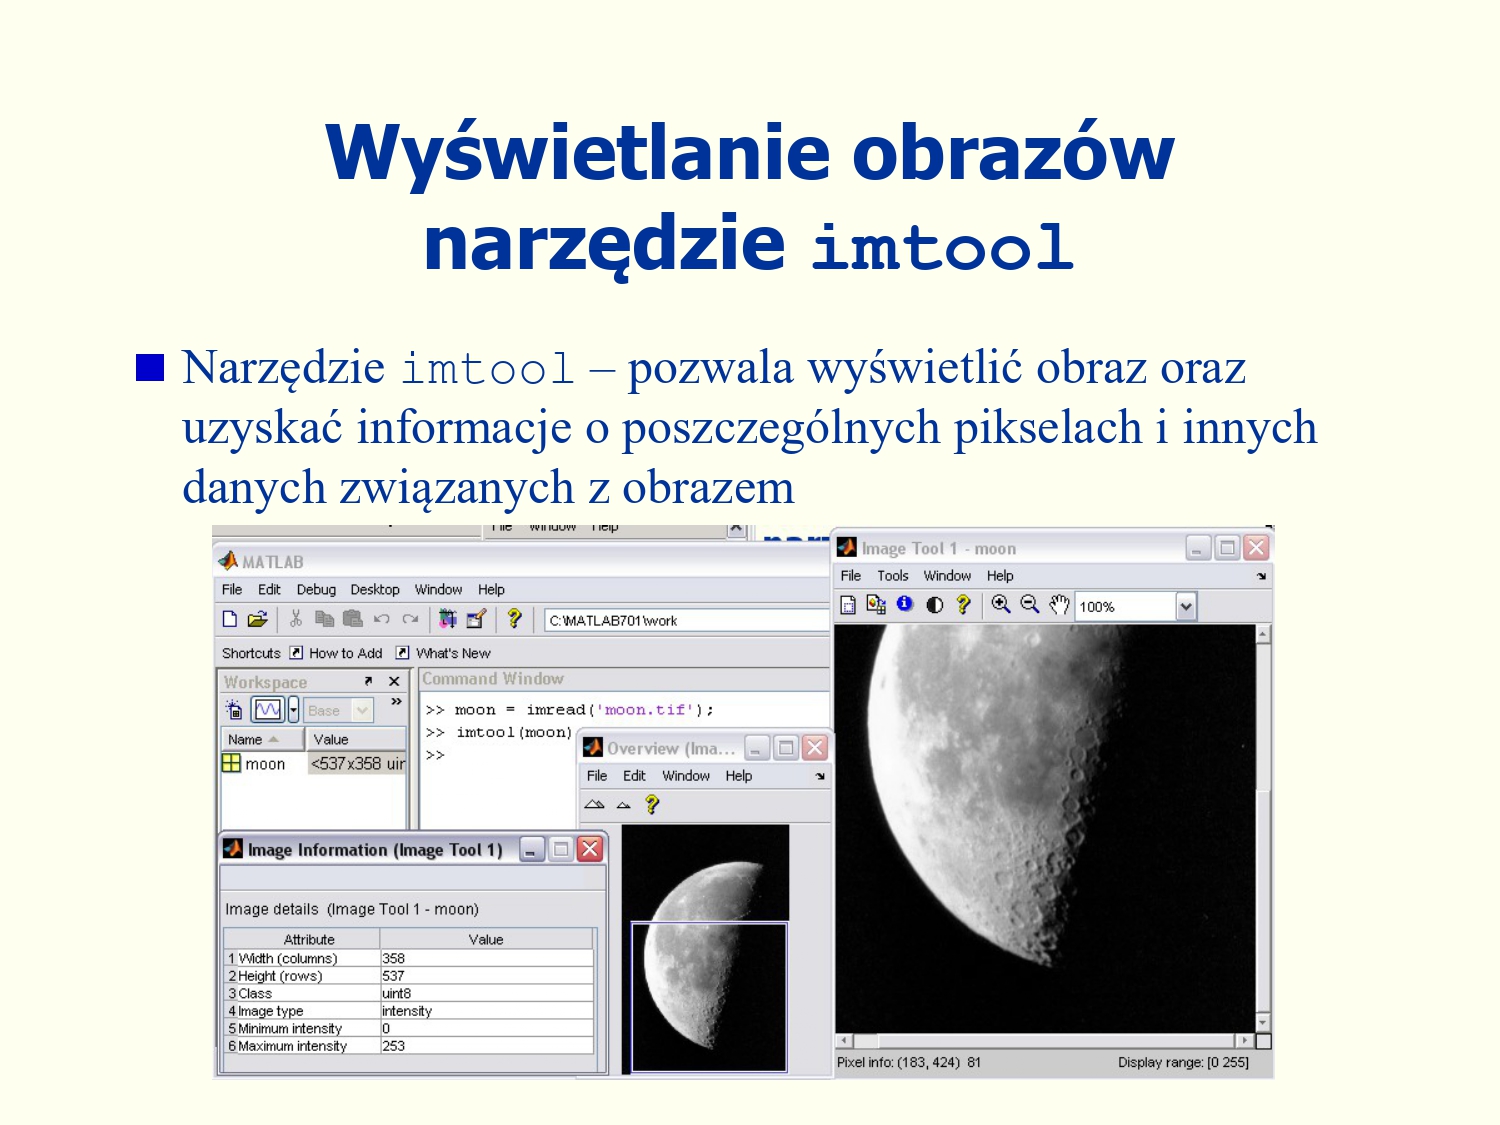 Wyświetlanie obrazów
narzędzie imtool
Narzędzie imtool – pozwala wyświetlić obraz oraz
uzyskać informacje o poszczególnych pikselach i innych
danych związanych z obrazem
File Window Help
MATLAB
File Edit Debug Desktop Window Help
C:\MATLAB701\work
Shortcuts How to Add What's New
Workspace
Base
Name Value
moon <537x358 uin
Command Window
>> moon = imread('moon.tif');
>> imtool(moon)
>>
Overview (Ima...
File Edit Window Help
Image Information (Image Tool 1)
Image details (Image Tool 1 - moon)
Attribute Value
1 Width (columns) 358
2 Height (rows) 537
3 Class uint8
4 Image type intensity
5 Minimum intensity 0
6 Maximum intensity 253
Image Tool 1 - moon
File Tools Window Help
100%
Pixel info: (183, 424) 81 Display range: [0 255]